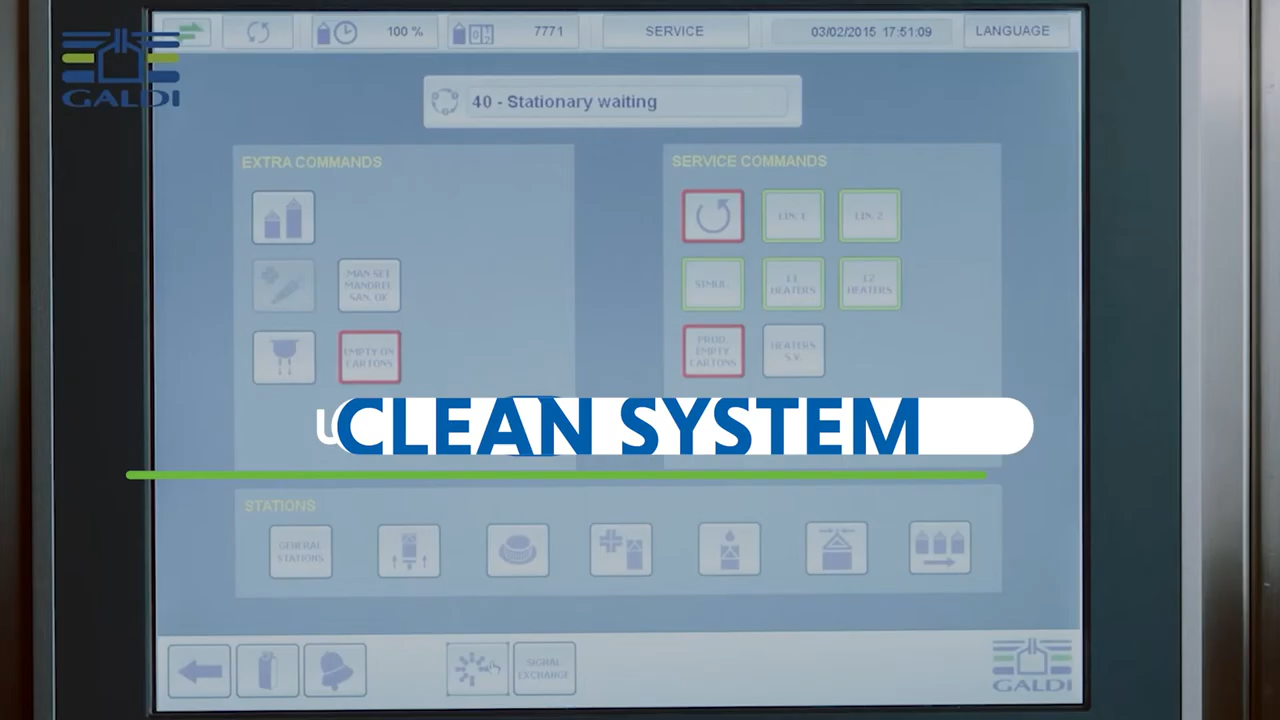 100 %
7771
SERVICE
03/02/2015 17:51:09
LANGUAGE
GALDI
40 - Stationary waiting
EXTRA COMMANDS
MAN SET
MANDREL
SAN. OK
EMPTY ON
CARTONS
SERVICE COMMANDS
LIN. 1
LIN. 2
SIMUL.
L1
HEATERS
L2
HEATERS
PROD.
EMPTY
CARTONS
HEATERS
S.V.
CLEAN SYSTEM
STATIONS
GENERAL
STATIONS
SIGNAL
EXCHANGE
GALDI